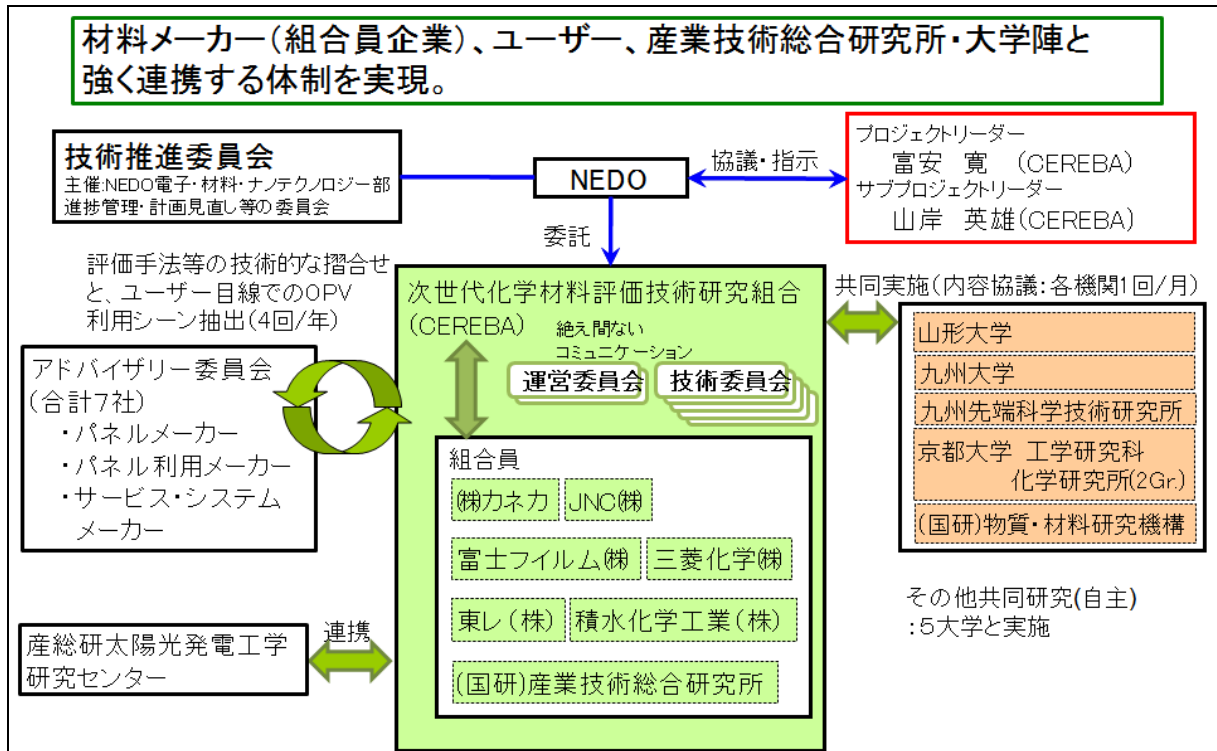 材料メーカー(組合員企業)、ユーザー、産業技術総合研究所・大学陣と
強く連携する体制を実現。
技術推進委員会
主催:NEDO電子・材料・ナノテクノロジー部
進捗管理・計画見直し等の委員会
NEDO
協議・指示
プロジェクトリーダー
富安 寛 (CEREBA)
サブプロジェクトリーダー
山岸 英雄(CEREBA)
委託
評価手法等の技術的な摺合せ
と、ユーザー目線でのOPV
利用シーン抽出(4回/年)
アドバイザリー委員会
(合計7社)
・パネルメーカー
・パネル利用メーカー
・サービス・システム
メーカー
次世代化学材料評価技術研究組合
(CEREBA)
絶え間ない
コミュニケーション
運営委員会
技術委員会
組合員
㈱カネカ
JNC㈱
富士フイルム㈱
三菱化学㈱
東レ(株)
積水化学工業(株)
(国研)産業技術総合研究所
共同実施(内容協議:各機関1回/月)
山形大学
九州大学
九州先端科学技術研究所
京都大学 工学研究科
化学研究所(2Gr.)
(国研)物質・材料研究機構
その他共同研究(自主)
:5大学と実施
連携
産総研太陽光発電工学
研究センター